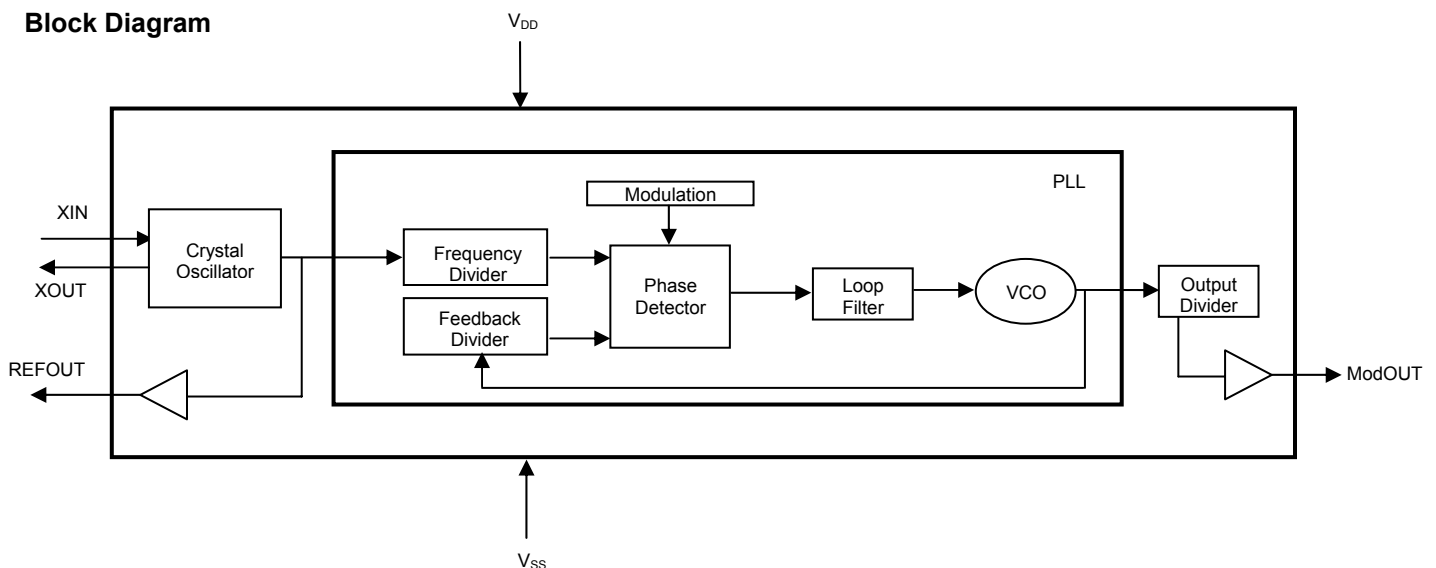 Block Diagram
VDD
PLL
Modulation
XIN
Crystal
Oscillator
XOUT
Frequency
Divider
Feedback
Divider
Phase
Detector
Loop
Filter
VCO
Output
Divider
REFOUT
ModOUT
VSS